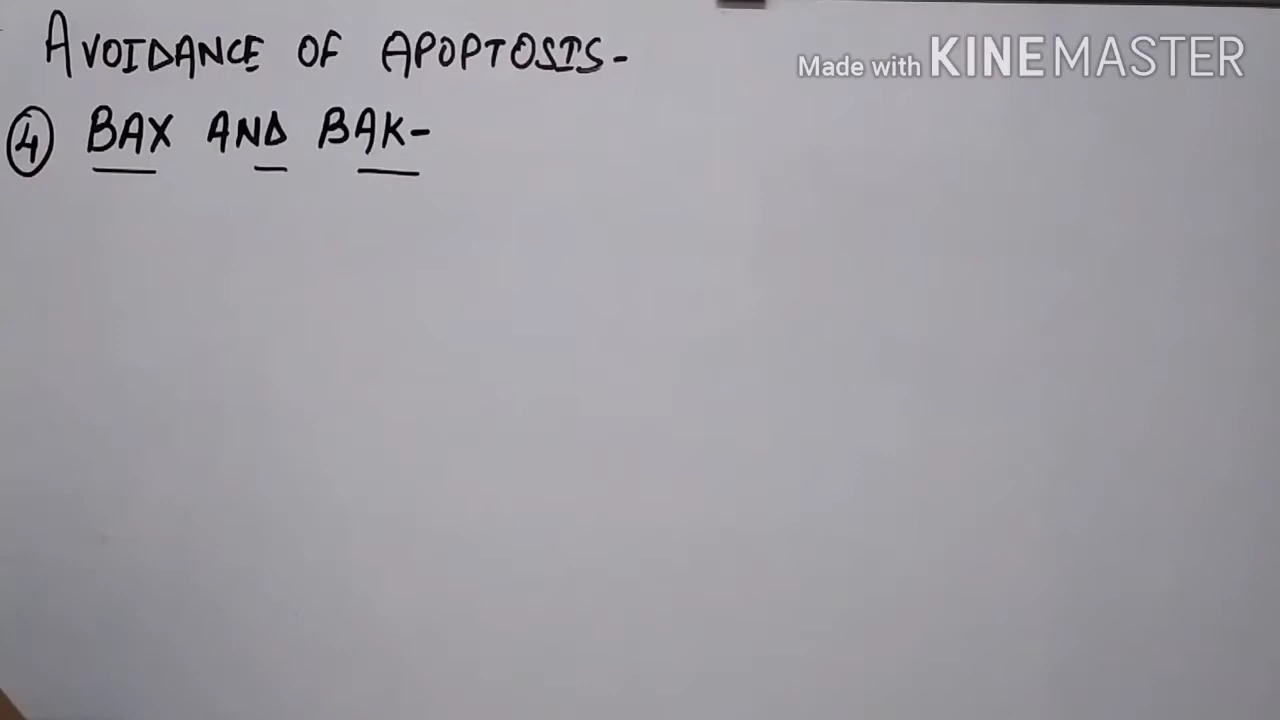 AVOIDANCE OF APOPTOSIS-
Made with KINEMASTER
④ BAX AND BAK-